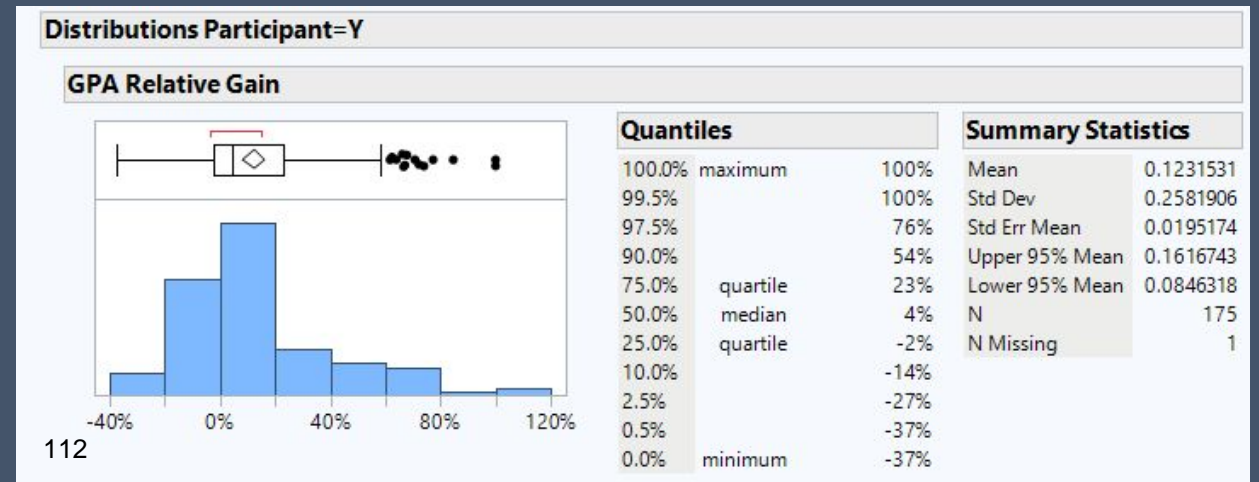 Distributions Participant=Y
GPA Relative Gain
-40% 0% 40% 80% 120%
112
Quantiles
100.0% maximum 100%
99.5% 100%
97.5% 76%
90.0% 54%
75.0% quartile 23%
50.0% median 4%
25.0% quartile -2%
10.0% -14%
2.5% -27%
0.5% -37%
0.0% minimum -37%
Summary Statistics
Mean 0.1231531
Std Dev 0.2581906
Std Err Mean 0.0195174
Upper 95% Mean 0.1616743
Lower 95% Mean 0.0846318
N 175
N Missing 1